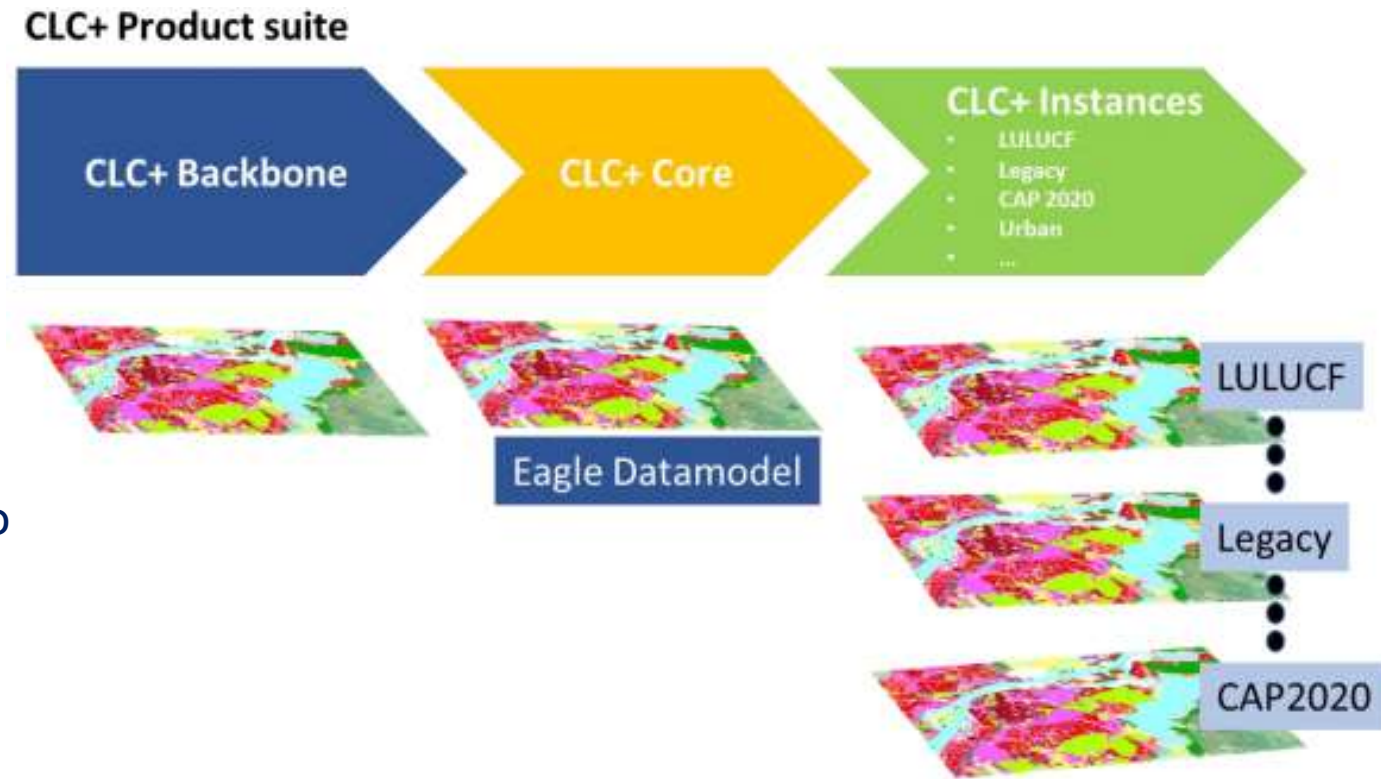 CLC+ Product suite
CLC+ Backbone
CLC+ Core
CLC+ Instances
• LULUCF
• Legacy
• CAP 2020
• Urban
• ...
Eagle Datamodel
LULUCF
Legacy
CAP2020